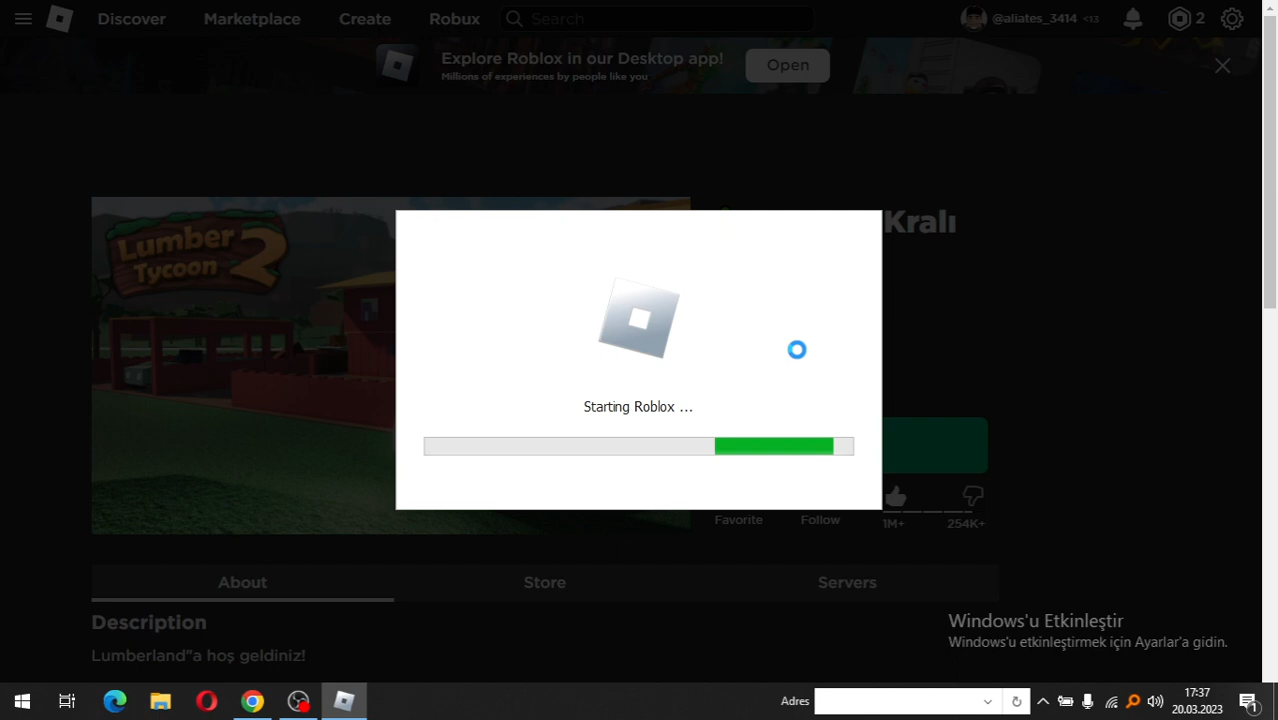 Discover Marketplace Create Robux Search @aliates_3414 <13 2
Explore Roblox in our Desktop app!
Millions of experiences by people like you
Open
Lumber
Tycoon 2
Kralı
Starting Roblox ...
Favorite Follow 1M+ 254K+
About Store Servers
Description
Lumberland"a hoş geldiniz!
Windows'u Etkinleştir
Windows'u etkinleştirmek için Ayarlar'a gidin.
Adres
17:37
20.03.2023
1